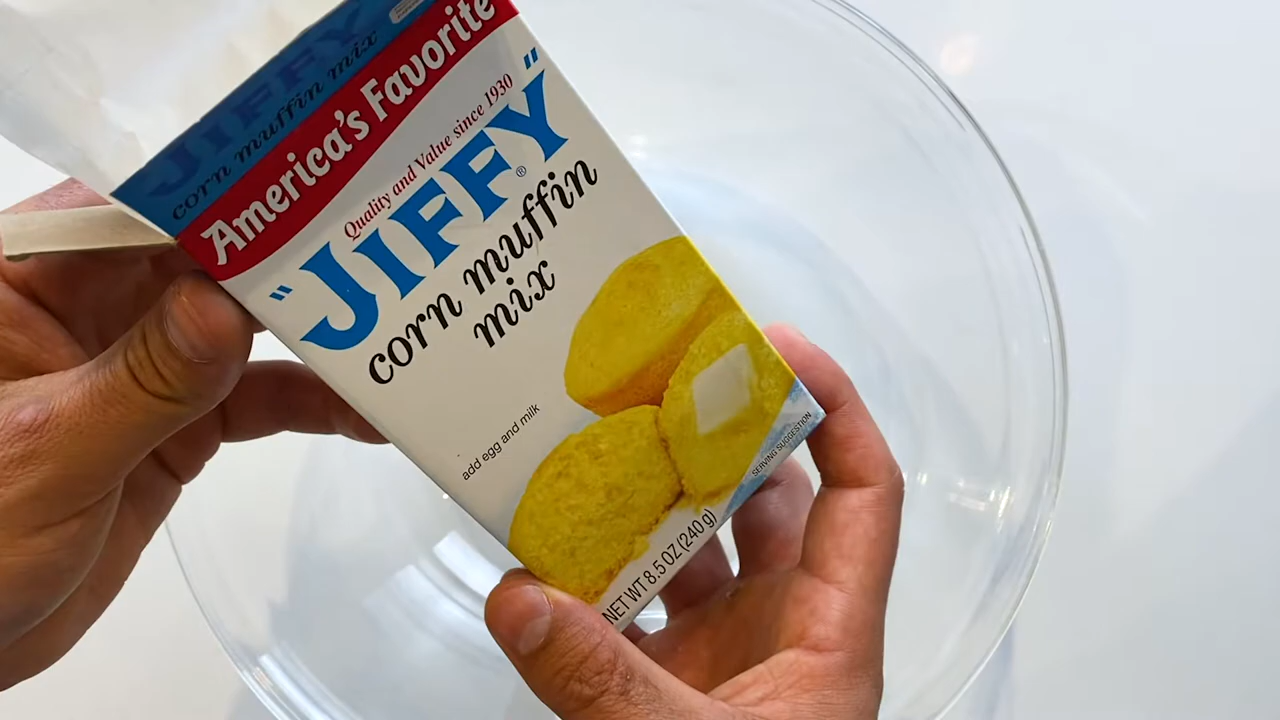 "JIFFY"
corn muffin mix
America's Favorite
Quality and Value since 1930
"JIFFY"®
corn muffin
mix
add egg and milk
SERVING SUGGESTION
NET WT 8.5 OZ (240 g)